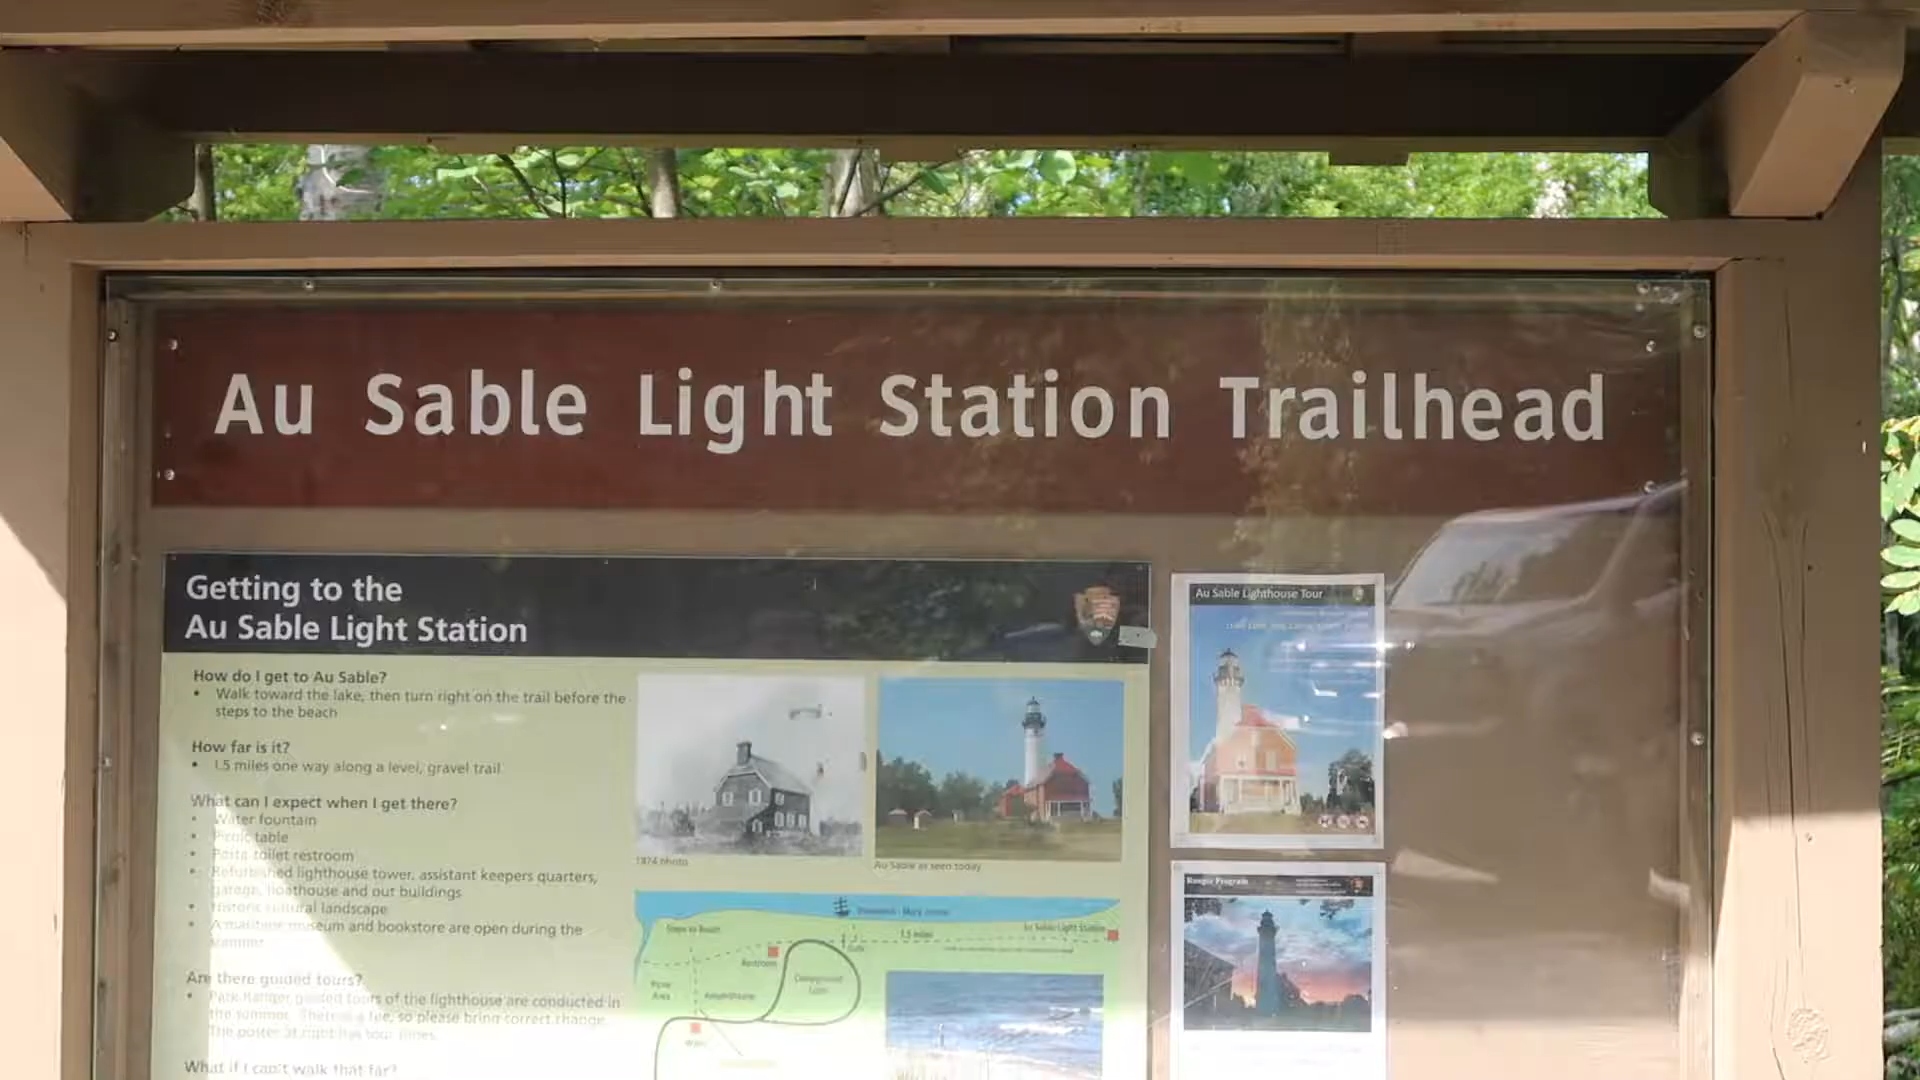 Au Sable Light Station Trailhead
Getting to the
Au Sable Light Station
How do I get to Au Sable?
• Walk toward the lake, then turn right on the trail before the
steps to the beach
How far is it?
• 1.5 miles one way along a level, gravel trail
What can I expect when I get there?
• Water fountain
• Picnic table
• Porta toilet restroom
• Refurbished lighthouse tower, assistant keepers quarters,
garage, boathouse and out buildings
• Historic cultural landscape
• A maritime museum and bookstore are open during the
summer
Are there guided tours?
• Park Ranger guided tours of the lighthouse are conducted in
the summer. There is a fee, so please bring correct change.
The poster at right has tour times.
What if I can't walk that far?
1874 photo
Au Sable as seen today
Steps to Beach
1.5 miles
Au Sable Light Station
Restroom
Campground
Picnic
Area
Amphitheater
Au Sable Lighthouse Tour
Ranger Program